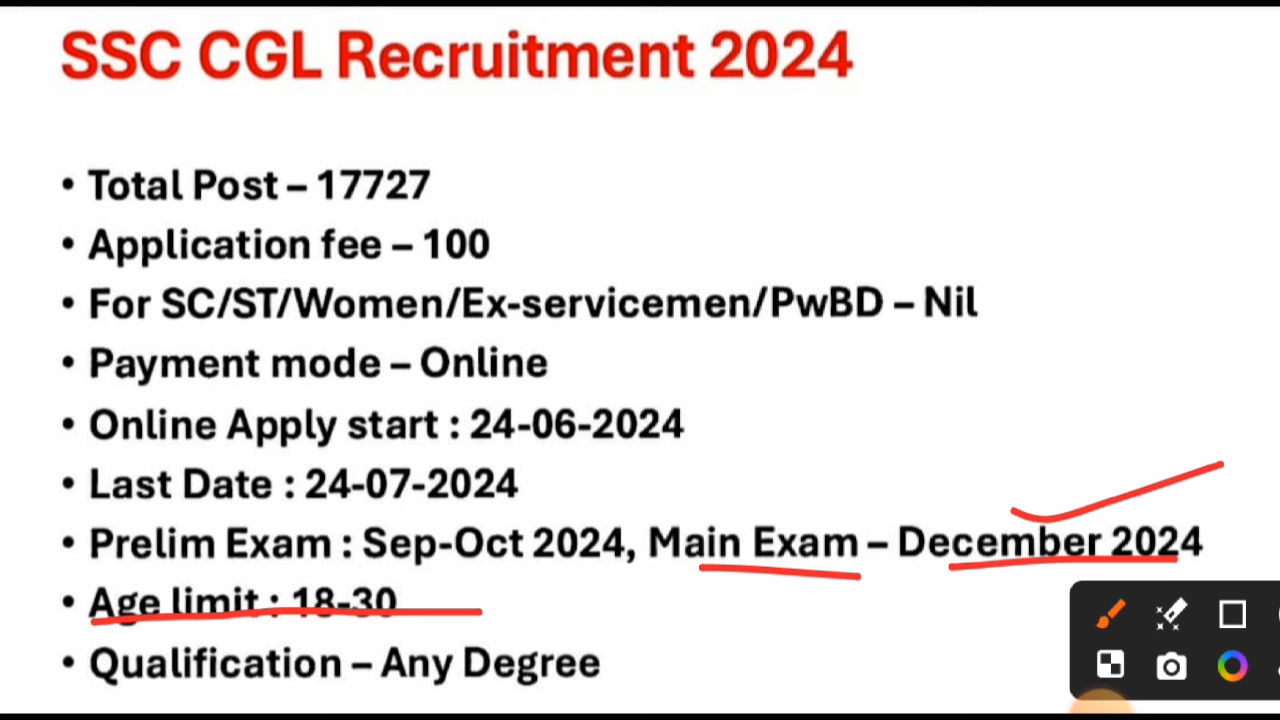 SSC CGL Recruitment 2024
• Total Post – 17727
• Application fee – 100
• For SC/ST/Women/Ex-servicemen/PwBD – Nil
• Payment mode – Online
• Online Apply start : 24-06-2024
• Last Date : 24-07-2024
• Prelim Exam : Sep-Oct 2024, Main Exam – December 2024
• Age limit : 18-30
• Qualification – Any Degree